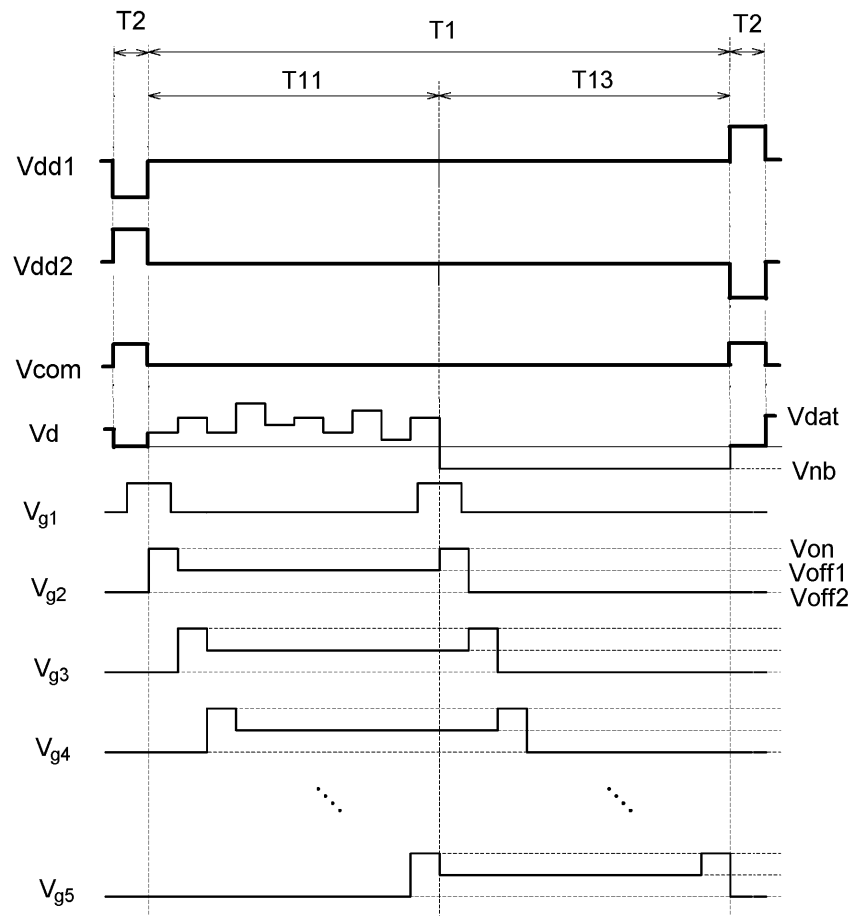 T2
T1
T2
T11
T13
Vdd1
Vdd2
Vcom
Vd
Vdat
Vnb
Vg1
Von
Voff1
Vg2
Voff2
Vg3
Vg4
Vg5